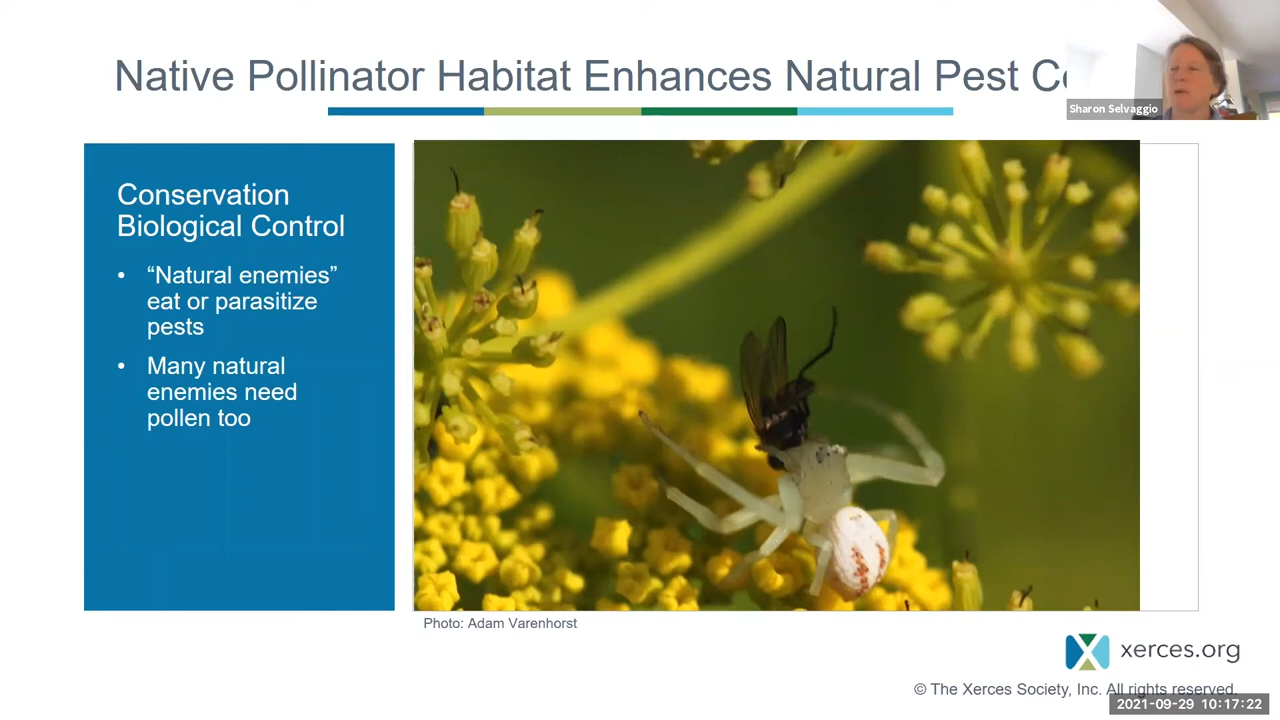 Native Pollinator Habitat Enhances Natural Pest
Sharon Selvaggio
Conservation
Biological Control
• “Natural enemies”
eat or parasitize
pests
• Many natural
enemies need
pollen too
Photo: Adam Varenhorst
xerces.org
© The Xerces Society, Inc. All rights reserved.
2021-09-29 10:17:22